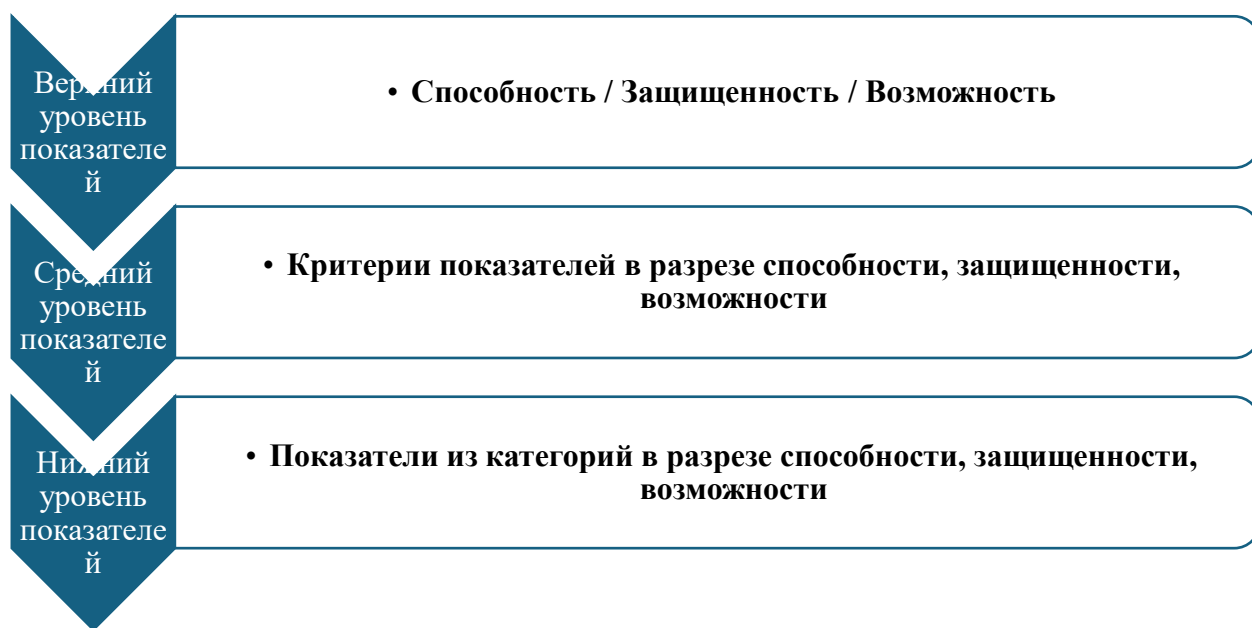 Верхний
уровень
показателе
й
• Способность / Защищенность / Возможность
Средний
уровень
показателе
й
• Критерии показателей в разрезе способности, защищенности,
возможности
Нижний
уровень
показателе
й
• Показатели из категорий в разрезе способности, защищенности,
возможности